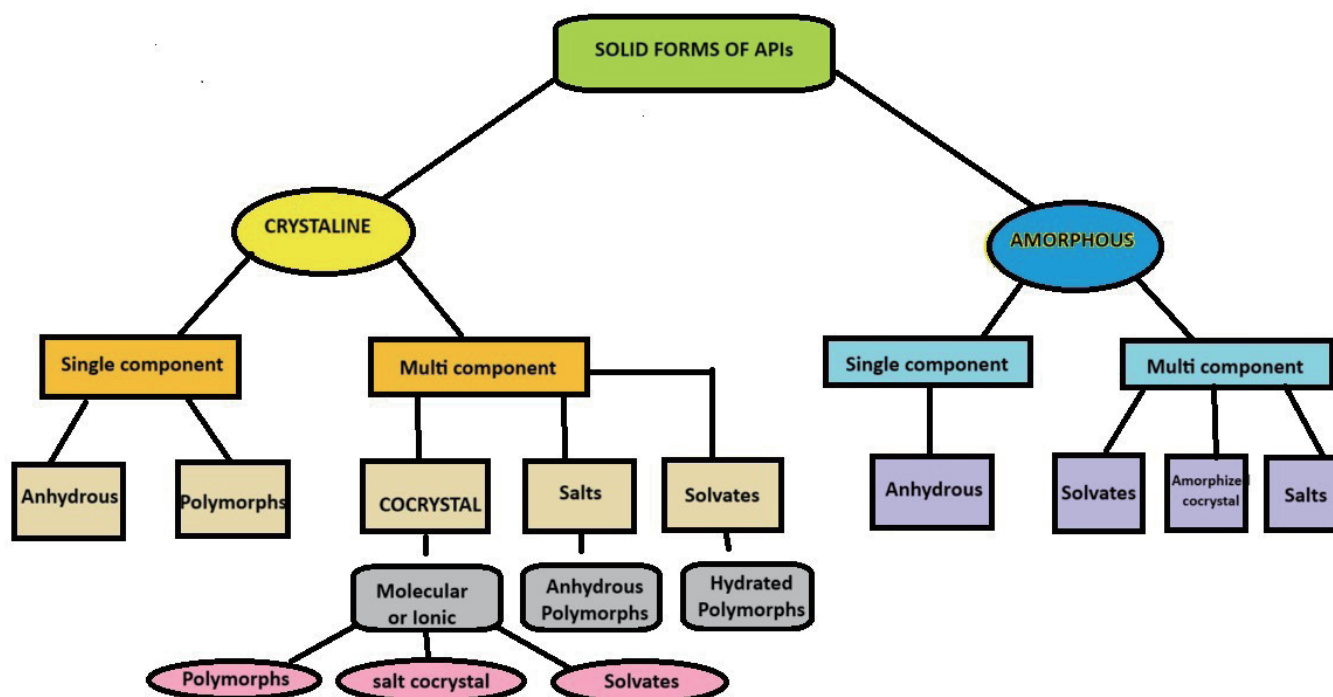 SOLID FORMS OF APIs
CRYSTALINE
AMORPHOUS
Single component
Multi component
Single component
Multi component
Anhydrous
Polymorphs
COCRYSTAL
Salts
Solvates
Anhydrous
Solvates
Amorphized
cocrystal
Salts
Molecular
or Ionic
Anhydrous
Polymorphs
Hydrated
Polymorphs
Polymorphs
salt cocrystal
Solvates